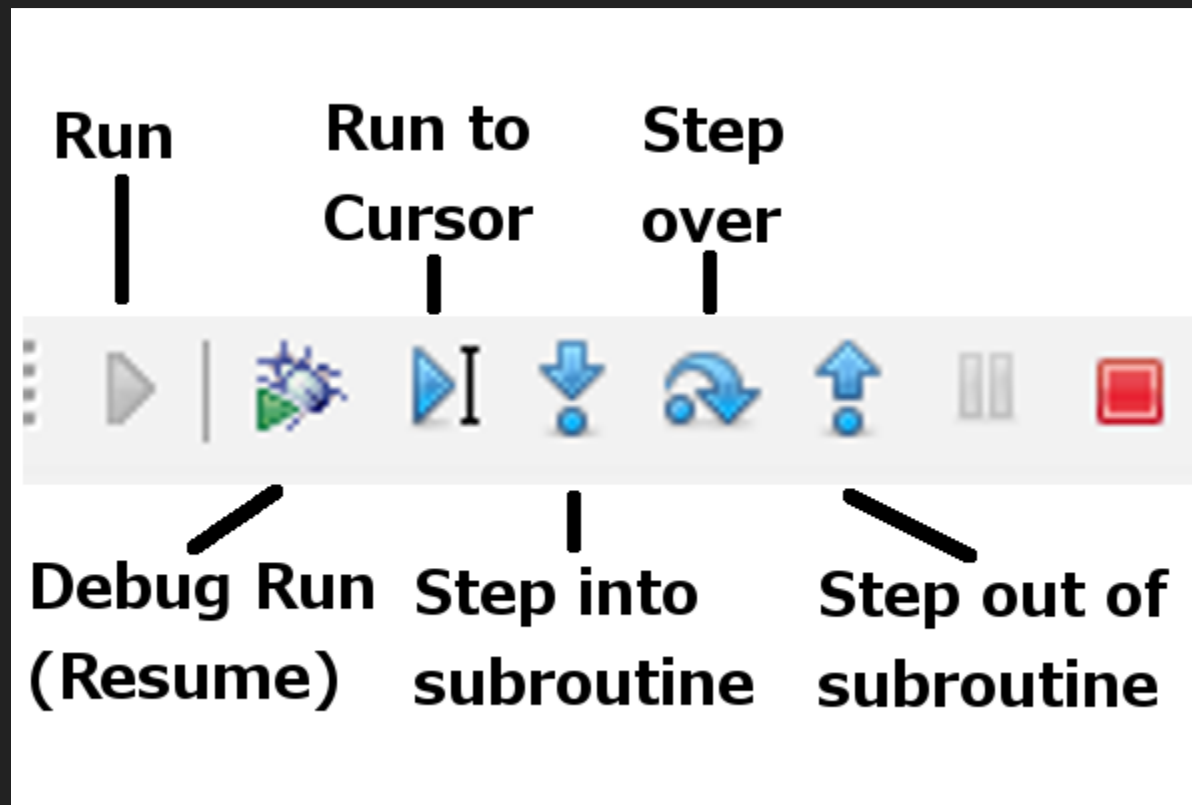 Run
Run to
Cursor
Step
over
Debug Run
(Resume)
Step into
subroutine
Step out of
subroutine